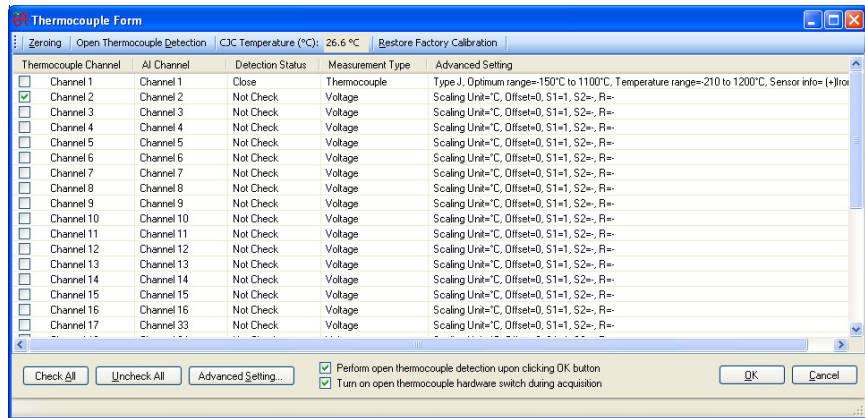 Thermocouple Form
Zeroing Open Thermocouple Detection CJC Temperature (°C): 26.6 °C Restore Factory Calibration
Thermocouple Channel AI Channel Detection Status Measurement Type Advanced Setting
Channel 1 Channel 1 Close Thermocouple Type J, Optimum range=-150°C to 1100°C, Temperature range=-210 to 1200°C, Sensor info= (+)Iron
Channel 2 Channel 2 Not Check Voltage Scaling Unit=°C, Offset=0, S1=1, S2=-, R=-
Channel 3 Channel 3 Not Check Voltage Scaling Unit=°C, Offset=0, S1=1, S2=-, R=-
Channel 4 Channel 4 Not Check Voltage Scaling Unit=°C, Offset=0, S1=1, S2=-, R=-
Channel 5 Channel 5 Not Check Voltage Scaling Unit=°C, Offset=0, S1=1, S2=-, R=-
Channel 6 Channel 6 Not Check Voltage Scaling Unit=°C, Offset=0, S1=1, S2=-, R=-
Channel 7 Channel 7 Not Check Voltage Scaling Unit=°C, Offset=0, S1=1, S2=-, R=-
Channel 8 Channel 8 Not Check Voltage Scaling Unit=°C, Offset=0, S1=1, S2=-, R=-
Channel 9 Channel 9 Not Check Voltage Scaling Unit=°C, Offset=0, S1=1, S2=-, R=-
Channel 10 Channel 10 Not Check Voltage Scaling Unit=°C, Offset=0, S1=1, S2=-, R=-
Channel 11 Channel 11 Not Check Voltage Scaling Unit=°C, Offset=0, S1=1, S2=-, R=-
Channel 12 Channel 12 Not Check Voltage Scaling Unit=°C, Offset=0, S1=1, S2=-, R=-
Channel 13 Channel 13 Not Check Voltage Scaling Unit=°C, Offset=0, S1=1, S2=-, R=-
Channel 14 Channel 14 Not Check Voltage Scaling Unit=°C, Offset=0, S1=1, S2=-, R=-
Channel 15 Channel 15 Not Check Voltage Scaling Unit=°C, Offset=0, S1=1, S2=-, R=-
Channel 16 Channel 16 Not Check Voltage Scaling Unit=°C, Offset=0, S1=1, S2=-, R=-
Channel 17 Channel 33 Not Check Voltage Scaling Unit=°C, Offset=0, S1=1, S2=-, R=-
Check All Uncheck All Advanced Setting... Perform open thermocouple detection upon clicking OK button
Turn on open thermocouple hardware switch during acquisition OK Cancel